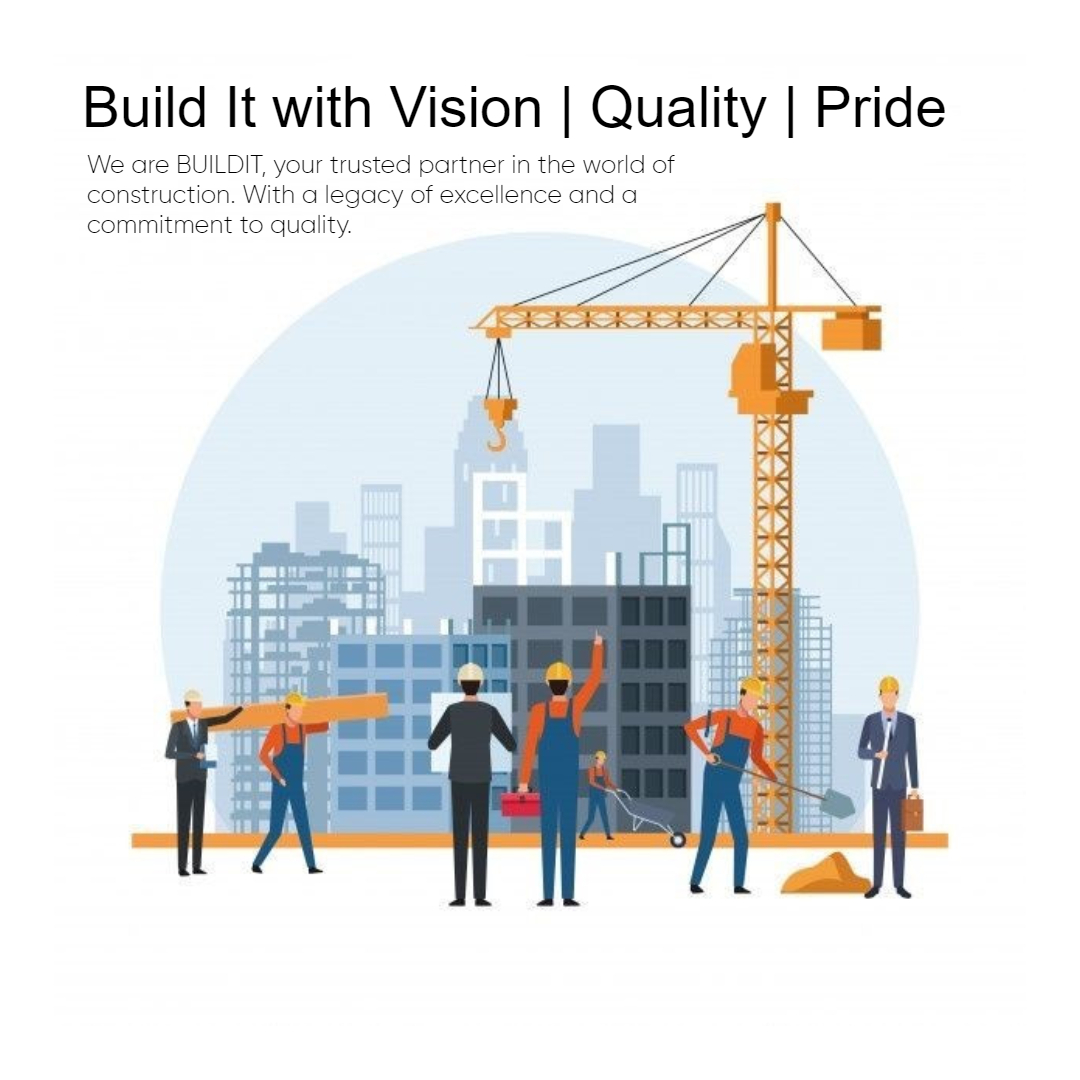 Build It with Vision | Quality | Pride
We are BUILDIT, your trusted partner in the world of
construction. With a legacy of excellence and a
commitment to quality.